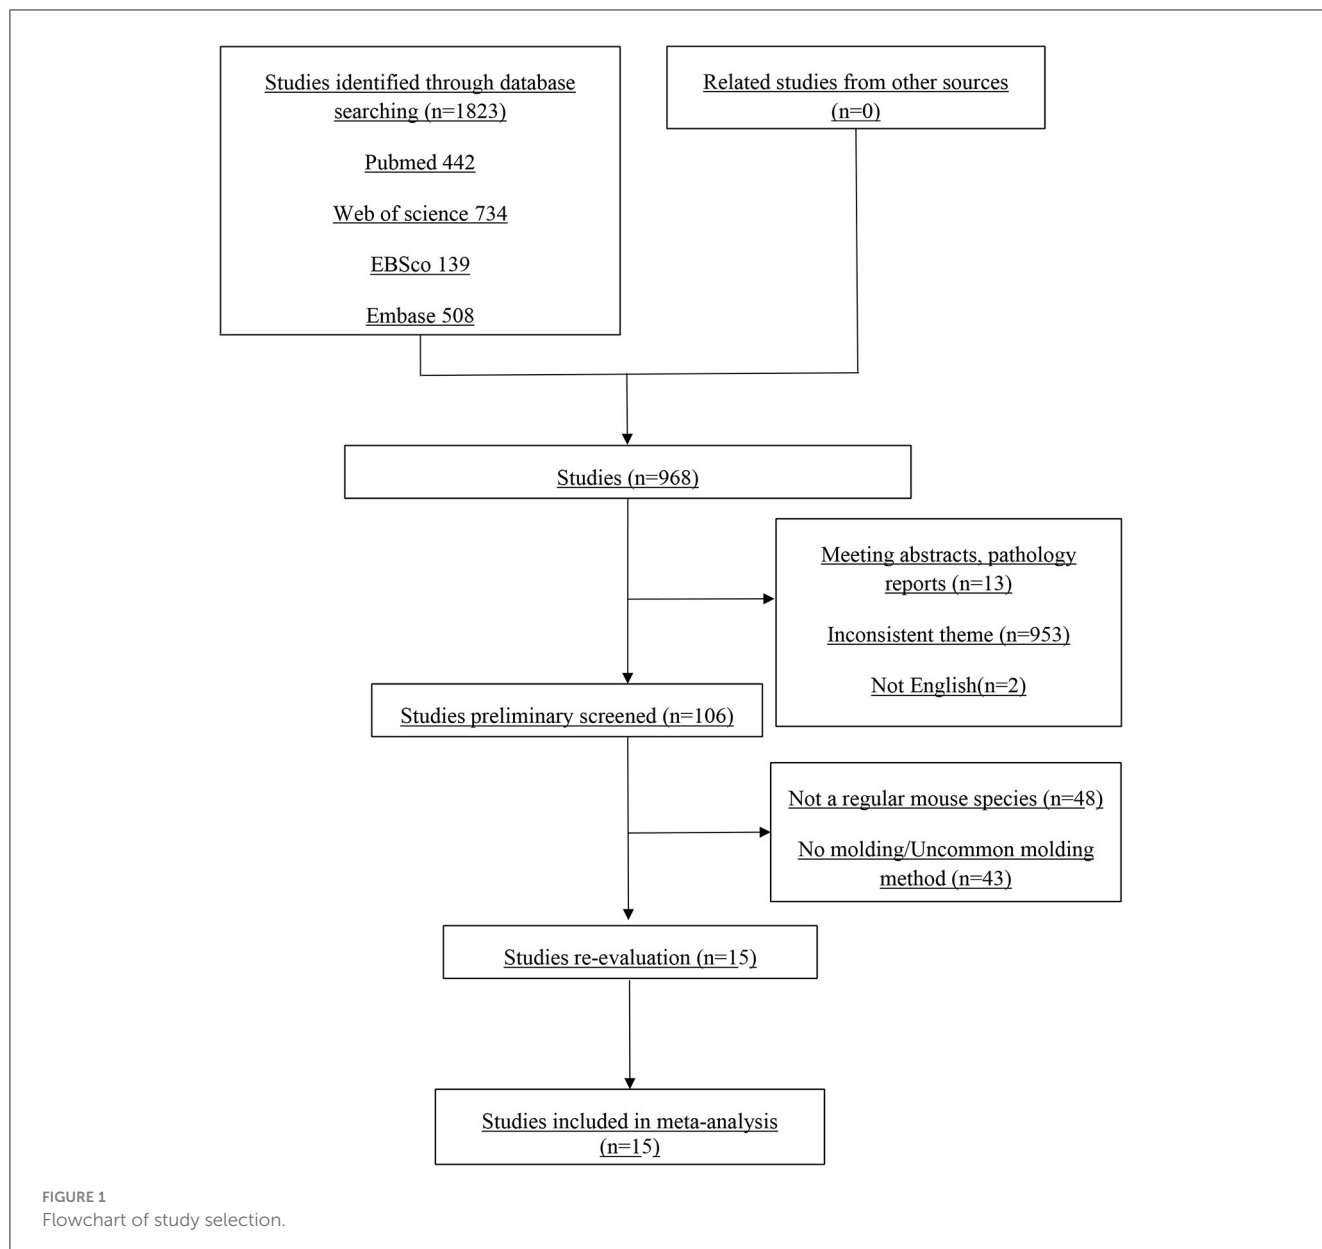 Studies identified through database
searching (n=1823)
Pubmed 442
Web of science 734
EBSco 139
Embase 508
Related studies from other sources
(n=0)
Studies (n=968)
Meeting abstracts, pathology
reports (n=13)
Inconsistent theme (n=953)
Not English(n=2)
Studies preliminary screened (n=106)
Not a regular mouse species (n=48)
No molding/Uncommon molding
method (n=43)
Studies re-evaluation (n=15)
Studies included in meta-analysis
(n=15)
FIGURE 1
Flowchart of study selection.